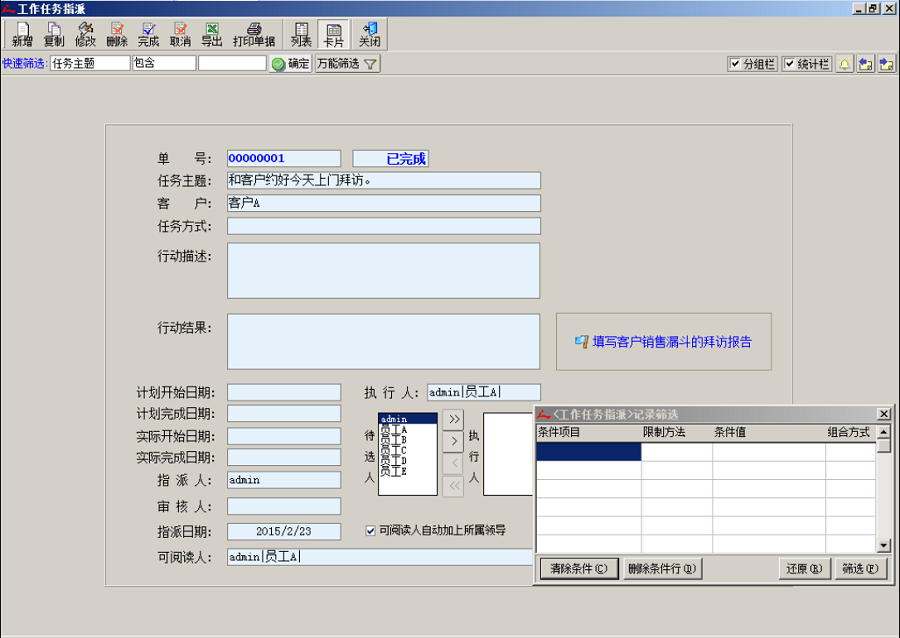 工作任务指派
新增 复制 修改 删除 完成 取消 导出 打印单据 列表 卡片 关闭
快速筛选: 任务主题 包含 确定 万能筛选 分组栏 统计栏
单 号: 00000001 已完成
任务主题: 和客户约好今天上门拜访。
客 户: 客户A
任务方式:
行动描述:
行动结果:
填写客户销售漏斗的拜访报告
计划开始日期: 执 行 人: admin|员工A|
计划完成日期:
实际开始日期:
实际完成日期:
指 派 人: admin
审 核 人:
指派日期: 2015/2/23
可阅读人: admin|员工A|
待选人
admin
员工A
员工B
员工C
员工D
员工E
>>
>
<
<<
执行人
可阅读人自动加上所属领导
<工作任务指派>记录筛选
条件项目 限制方法 条件值 组合方式
清除条件(C) 删除条件行(D) 还原(R) 筛选(F)